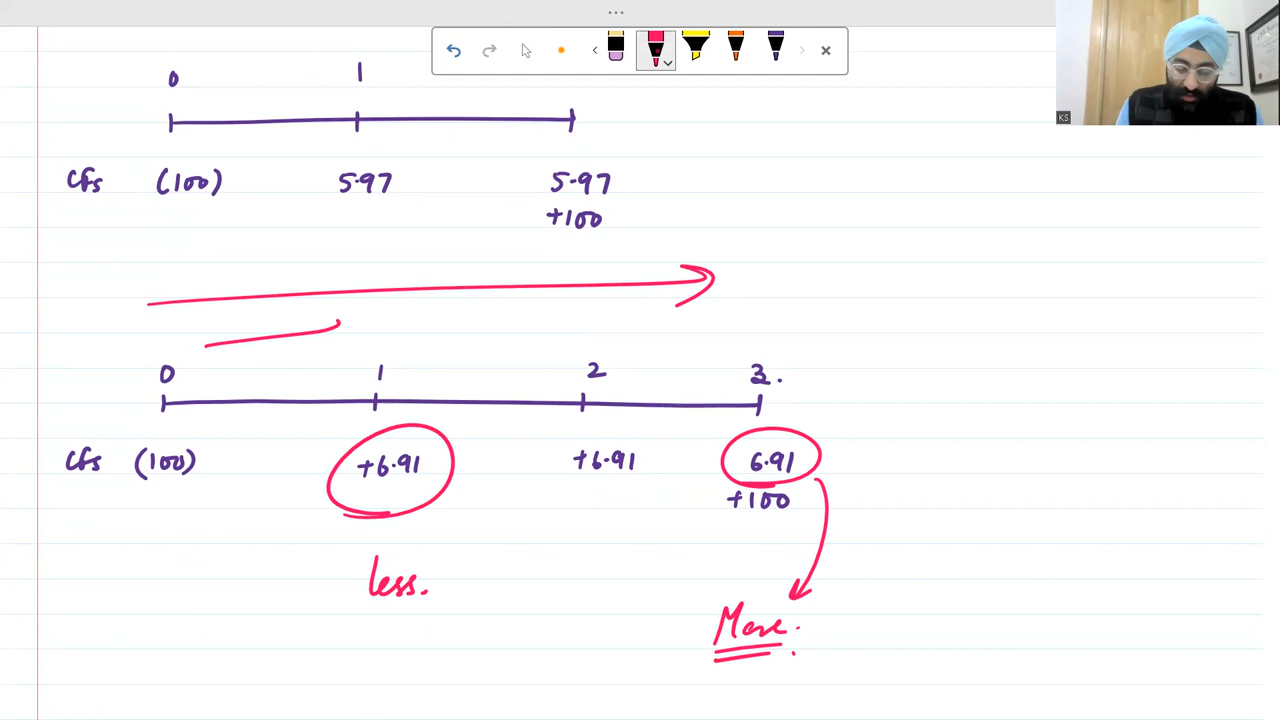 0 1
Cfs (100) 5.97 5.97
+100
0 1 2 3.
Cfs (100) +6.91 +6.91 6.91
+100
less.
More.
KS